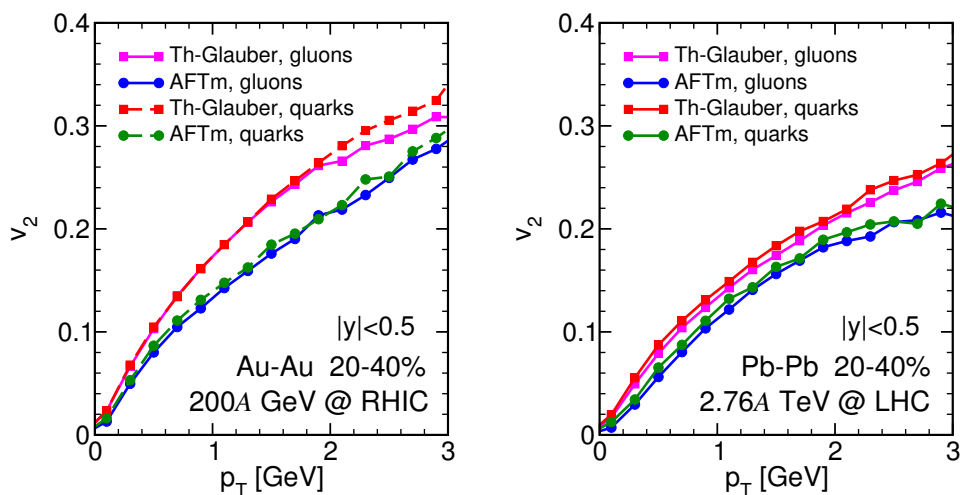 0.4
0.3
0.2
0.1
0
v2
Th-Glauber, gluons
AFTm, gluons
Th-Glauber, quarks
AFTm, quarks
|y|<0.5
Au-Au 20-40%
200A GeV @ RHIC
0 1 2 3
pT [GeV]
0.4
0.3
0.2
0.1
0
v2
Th-Glauber, gluons
AFTm, gluons
Th-Glauber, quarks
AFTm, quarks
|y|<0.5
Pb-Pb 20-40%
2.76A TeV @ LHC
0 1 2 3
pT [GeV]